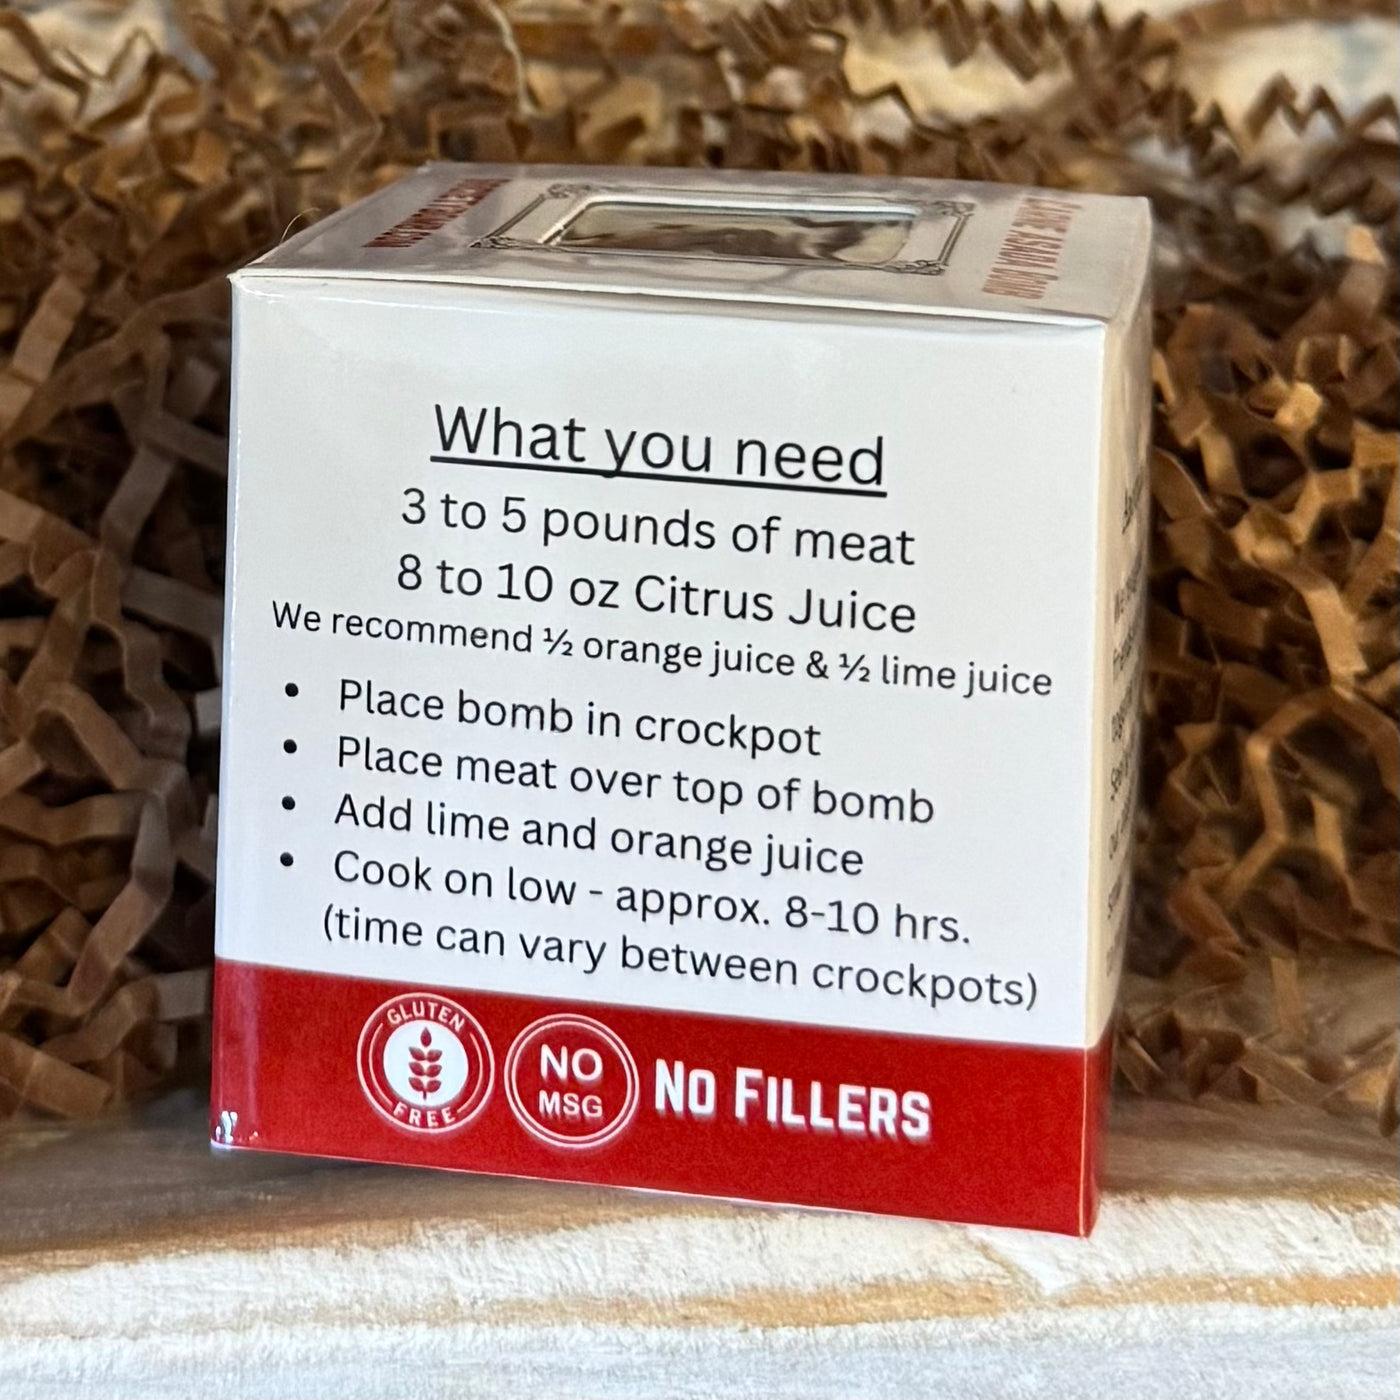 What you need
3 to 5 pounds of meat
8 to 10 oz Citrus Juice
We recommend ½ orange juice & ½ lime juice
• Place bomb in crockpot
• Place meat over top of bomb
• Add lime and orange juice
• Cook on low - approx. 8-10 hrs.
(time can vary between crockpots)
GLUTEN FREE
NO MSG
NO FILLERS